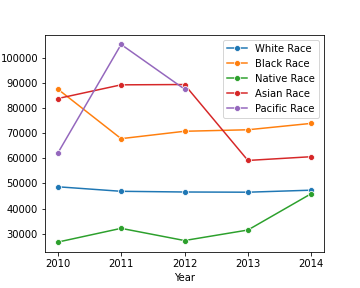 White Race
Black Race
Native Race
Asian Race
Pacific Race
100000
90000
80000
70000
60000
50000
40000
30000
2010 2011 2012 2013 2014
Year